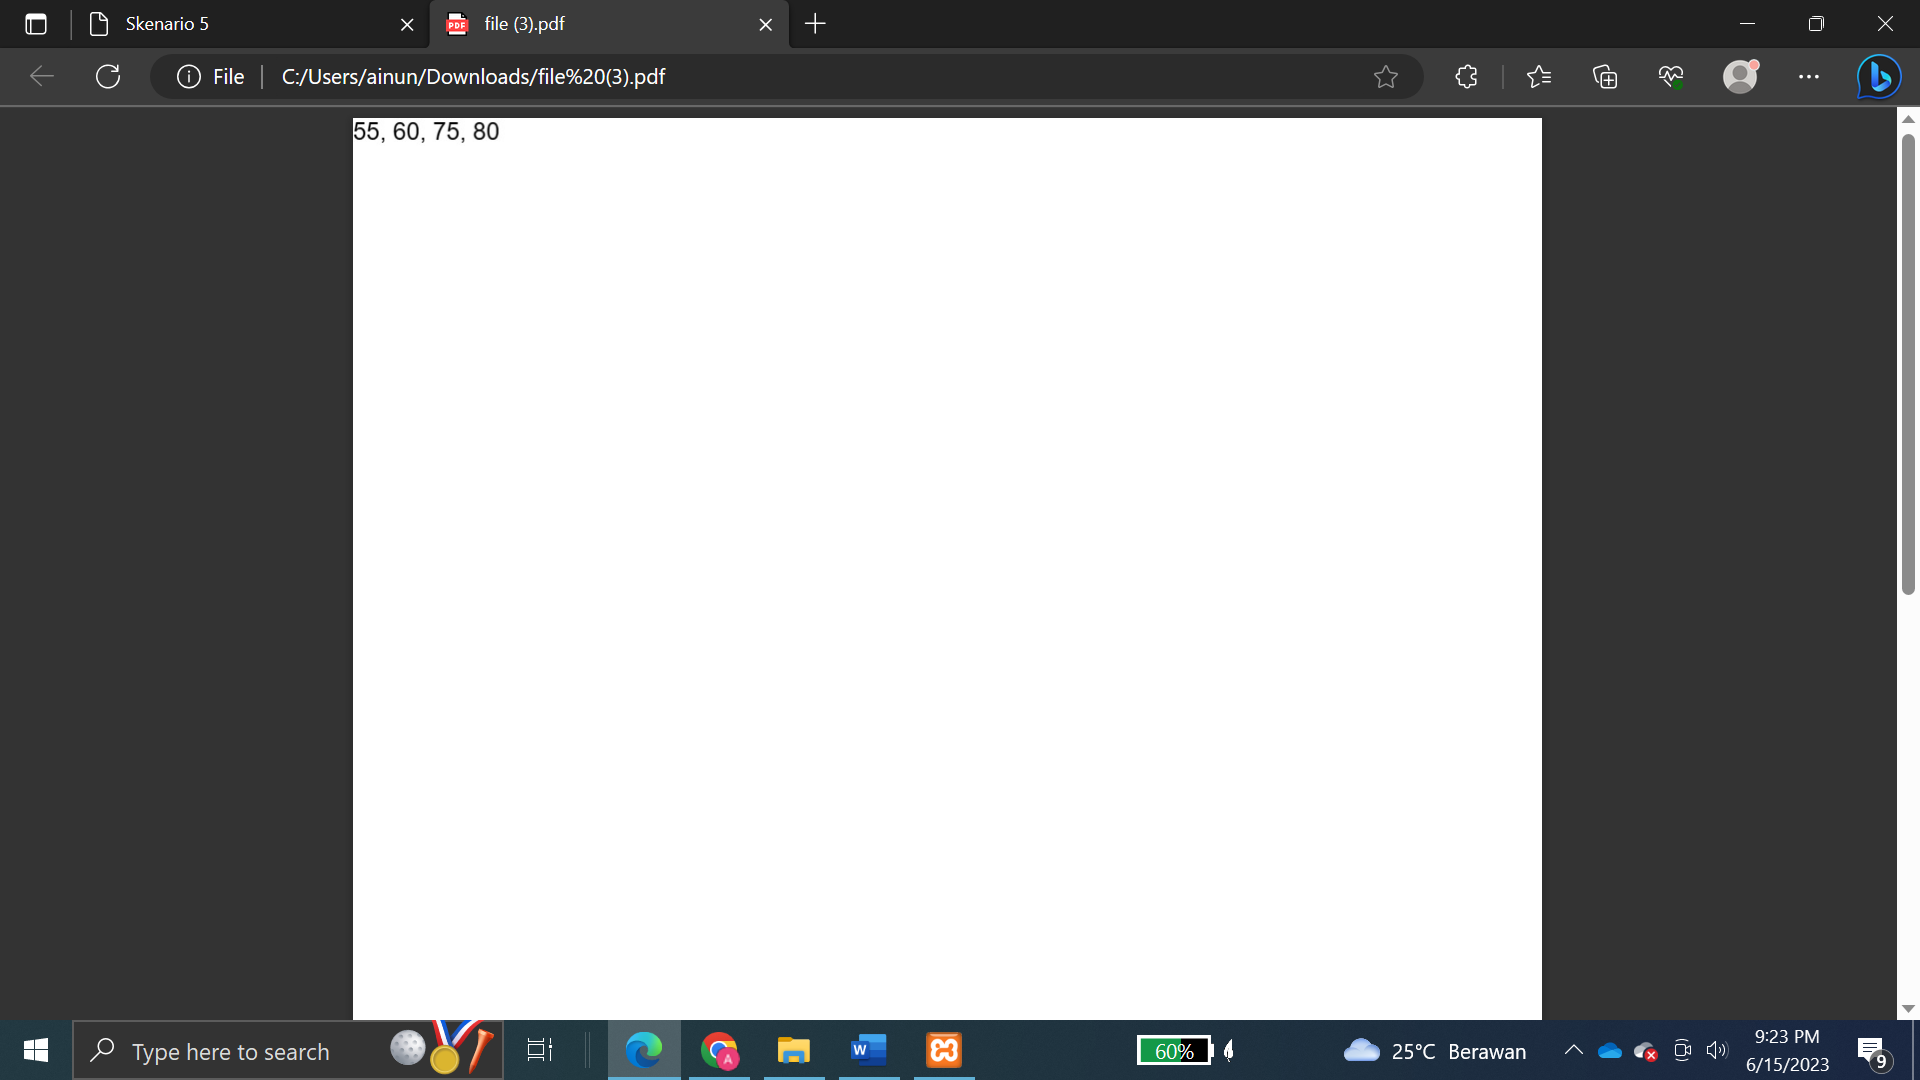 Skenario 5
file (3).pdf
File
C:/Users/ainun/Downloads/file%20(3).pdf
55, 60, 75, 80
Type here to search
60%
25°C Berawan
9:23 PM
6/15/2023
9